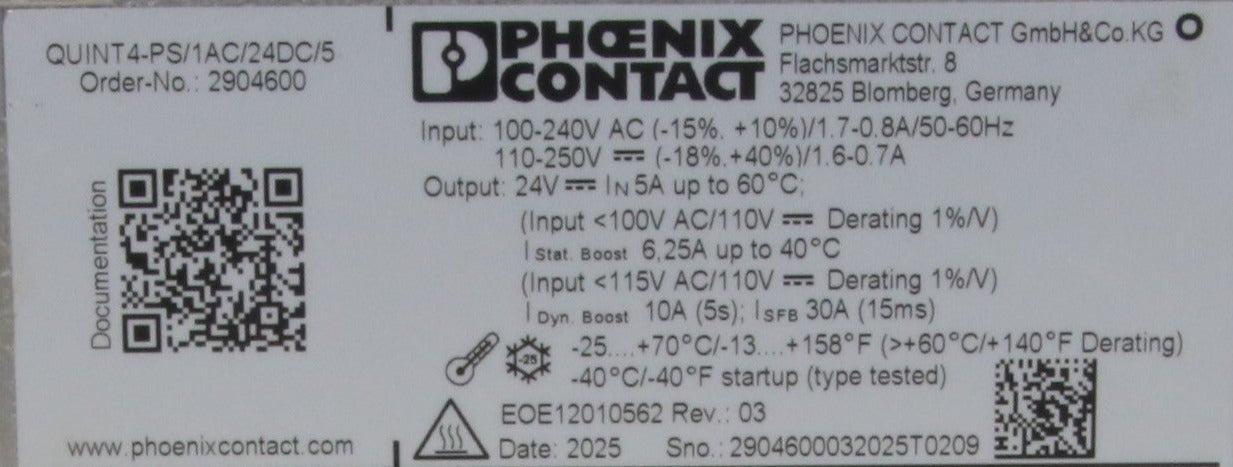 QUINT4-PS/1AC/24DC/5
Order-No.: 2904600
Documentation
www.phoenixcontact.com
PHŒNIX
CONTACT
PHOENIX CONTACT GmbH&Co.KG
Flachsmarktstr. 8
32825 Blomberg, Germany
Input: 100-240V AC (-15%. +10%)/1.7-0.8A/50-60Hz
110-250V ⎓ (-18%.+40%)/1.6-0.7A
Output: 24V ⎓ IN 5A up to 60°C;
(Input <100V AC/110V ⎓ Derating 1%/V)
I Stat. Boost 6,25A up to 40°C
(Input <115V AC/110V ⎓ Derating 1%/V)
I Dyn. Boost 10A (5s); I SFB 30A (15ms)
-25
-25....+70°C/-13....+158°F (>+60°C/+140°F Derating)
-40°C/-40°F startup (type tested)
EOE12010562 Rev.: 03
Date: 2025 Sno.: 2904600032025T0209